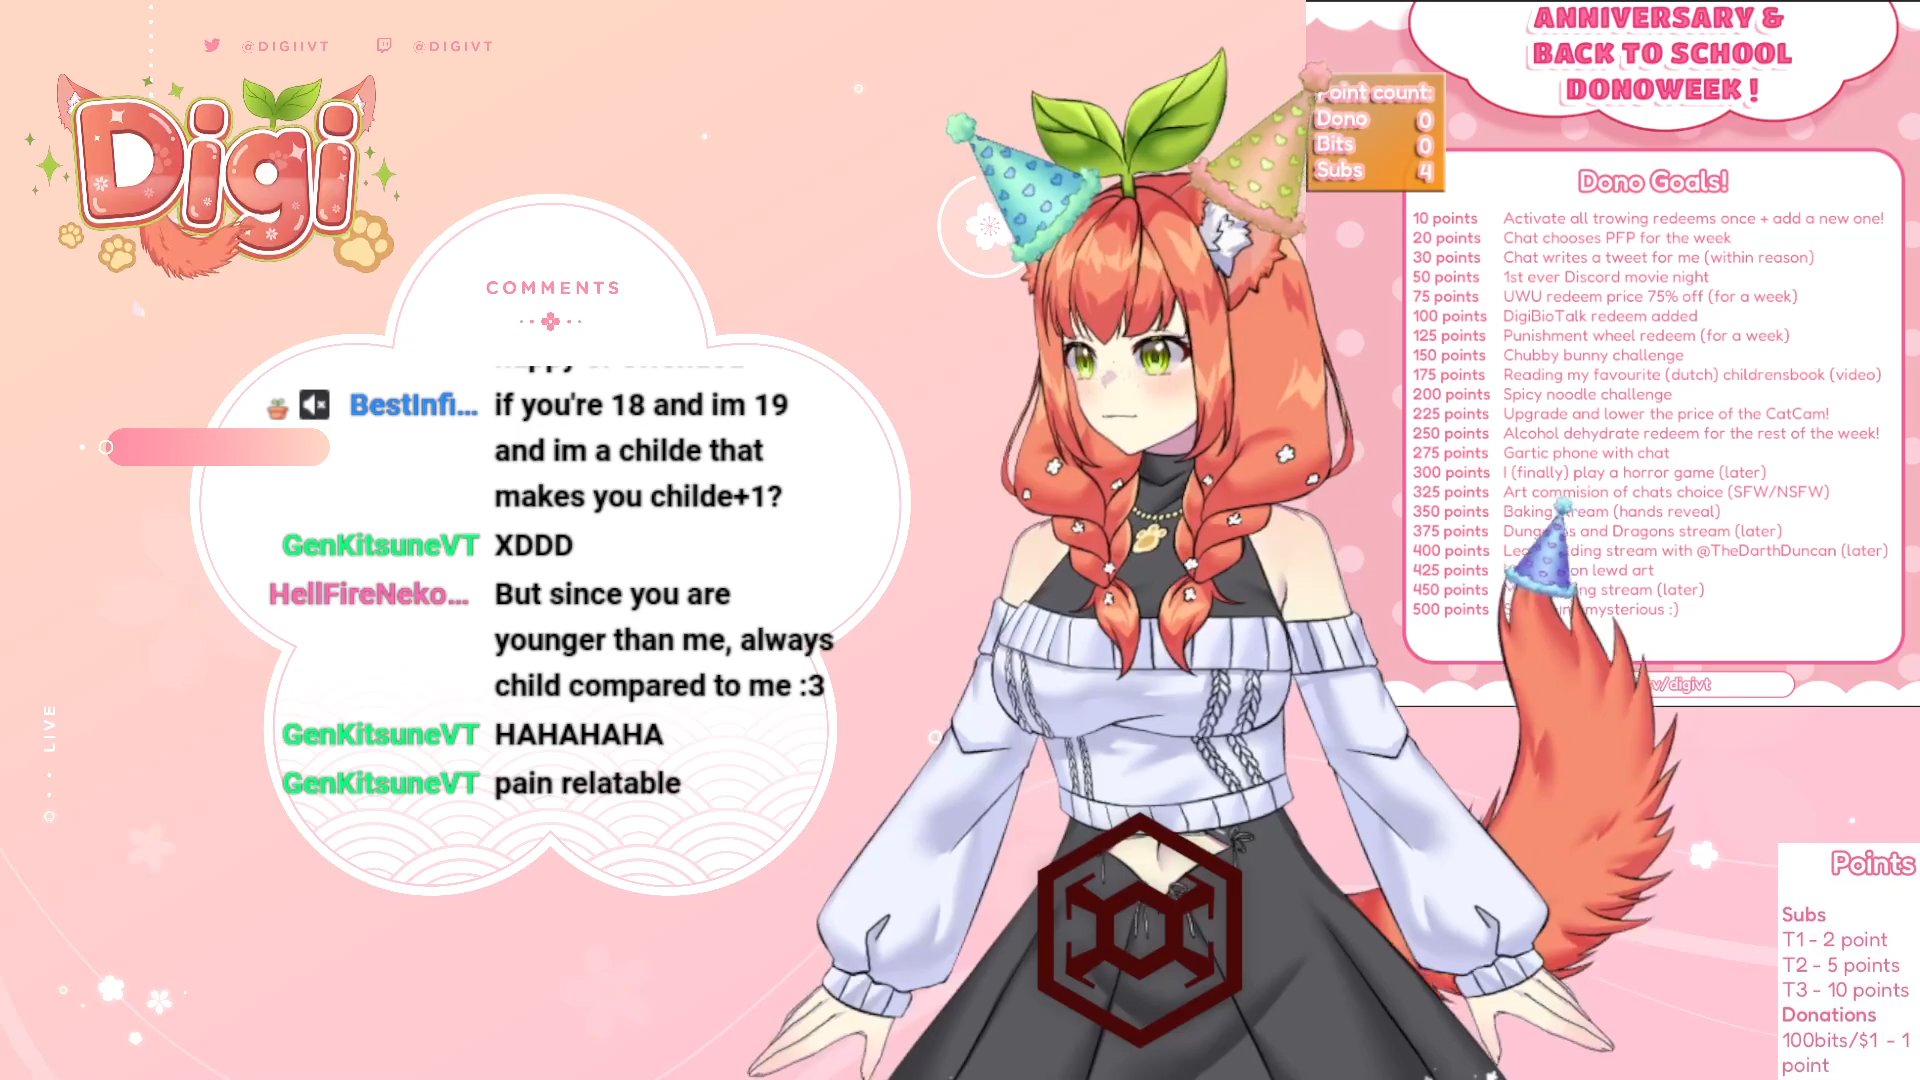 @DIGIIVT
@DIGIVT
Digi
COMMENTS
BestInfi... if you're 18 and im 19
and im a childe that
makes you childe+1?
GenKitsuneVT XDDD
HellFireNeko... But since you are
younger than me, always
child compared to me :3
GenKitsuneVT HAHAHAHA
GenKitsuneVT pain relatable
LIVE
ANNIVERSARY &
BACK TO SCHOOL
DONOWEEK !
Point count:
Dono 0
Bits 0
Subs 4
Dono Goals!
10 points Activate all trowing redeems once + add a new one!
20 points Chat chooses PFP for the week
30 points Chat writes a tweet for me (within reason)
50 points 1st ever Discord movie night
75 points UWU redeem price 75% off (for a week)
100 points DigiBioTalk redeem added
125 points Punishment wheel redeem (for a week)
150 points Chubby bunny challenge
175 points Reading my favourite (dutch) childrensbook (video)
200 points Spicy noodle challenge
225 points Upgrade and lower the price of the CatCam!
250 points Alcohol dehydrate redeem for the rest of the week!
275 points Gartic phone with chat
300 points I (finally) play a horror game (later)
325 points Art commision of chats choice (SFW/NSFW)
350 points Baking stream (hands reveal)
375 points and Dragons stream (later)
400 points stream with @TheDarthDuncan (later)
425 points on lewd art
450 points stream (later)
500 points mysterious :)
v/digivt
Points
Subs
T1 - 2 point
T2 - 5 points
T3 - 10 points
Donations
100bits/$1 - 1
point